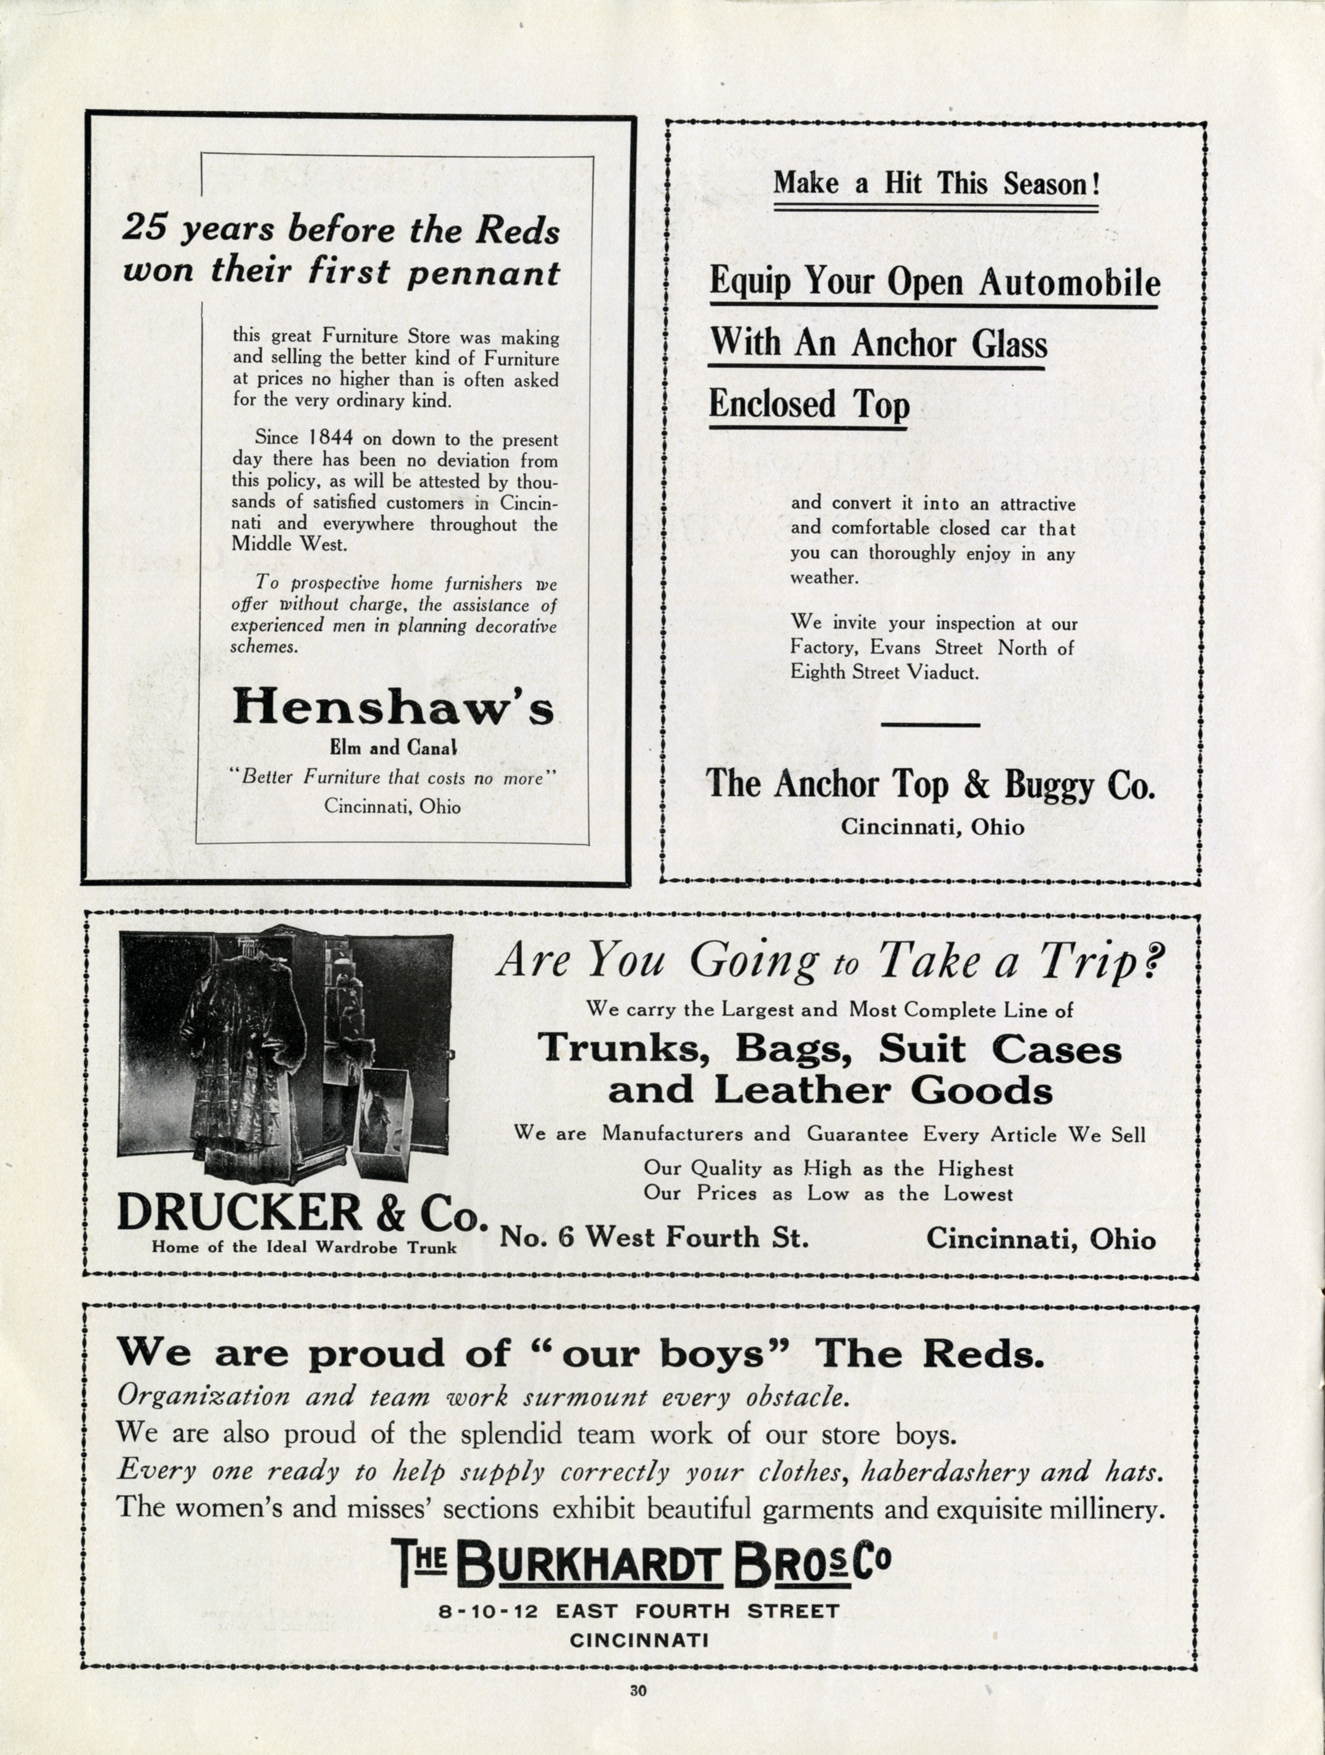 25 years before the Reds
won their first pennant
this great Furniture Store was making
and selling the better kind of Furniture
at prices no higher than is often asked
for the very ordinary kind.
Since 1844 on down to the present
day there has been no deviation from
this policy, as will be attested by thou-
sands of satisfied customers in Cincin-
nati and everywhere throughout the
Middle West.
To prospective home furnishers we
offer without charge, the assistance of
experienced men in planning decorative
schemes.
Henshaw's
Elm and Canal
"Better Furniture that costs no more"
Cincinnati, Ohio
Make a Hit This Season!
Equip Your Open Automobile
With An Anchor Glass
Enclosed Top
and convert it into an attractive
and comfortable closed car that
you can thoroughly enjoy in any
weather.
We invite your inspection at our
Factory, Evans Street North of
Eighth Street Viaduct.
The Anchor Top & Buggy Co.
Cincinnati, Ohio
Are You Going to Take a Trip?
We carry the Largest and Most Complete Line of
Trunks, Bags, Suit Cases
and Leather Goods
We are Manufacturers and Guarantee Every Article We Sell
Our Quality as High as the Highest
Our Prices as Low as the Lowest
DRUCKER & Co.
Home of the Ideal Wardrobe Trunk
No. 6 West Fourth St. Cincinnati, Ohio
We are proud of "our boys" The Reds.
Organization and team work surmount every obstacle.
We are also proud of the splendid team work of our store boys.
Every one ready to help supply correctly your clothes, haberdashery and hats.
The women's and misses' sections exhibit beautiful garments and exquisite millinery.
THE BURKHARDT BROS CO
8-10-12 EAST FOURTH STREET
CINCINNATI
30